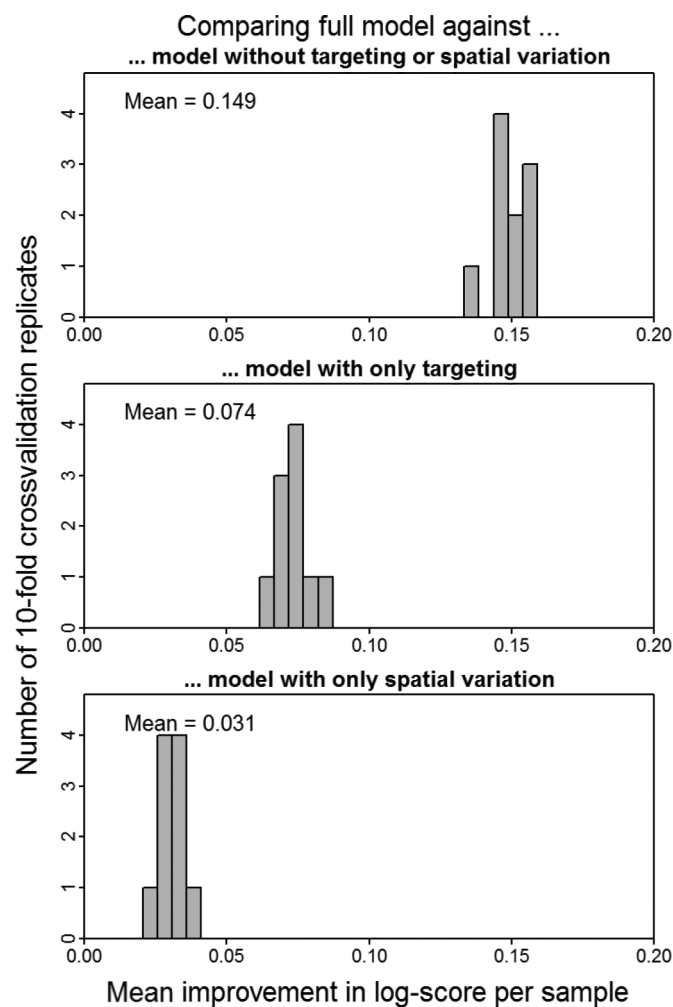 Comparing full model against ...
... model without targeting or spatial variation
Mean = 0.149
4
3
2
1
0
0.00 0.05 0.10 0.15 0.20
... model with only targeting
Mean = 0.074
4
3
2
1
0
0.00 0.05 0.10 0.15 0.20
... model with only spatial variation
Mean = 0.031
4
3
2
1
0
0.00 0.05 0.10 0.15 0.20
Number of 10-fold crossvalidation replicates
Mean improvement in log-score per sample